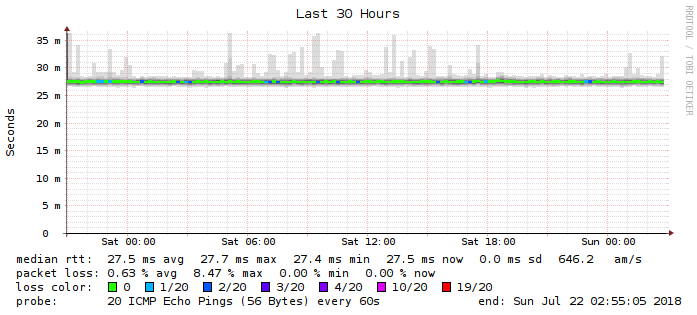 Last 30 Hours
RRDTOOL / TOBI OETIKER
Seconds
35 m
30 m
25 m
20 m
15 m
10 m
5 m
0
Sat 00:00 Sat 06:00 Sat 12:00 Sat 18:00 Sun 00:00
median rtt: 27.5 ms avg 27.7 ms max 27.4 ms min 27.5 ms now 0.0 ms sd 646.2 am/s
packet loss: 0.63 % avg 8.47 % max 0.00 % min 0.00 % now
loss color: 0 1/20 2/20 3/20 4/20 10/20 19/20
probe: 20 ICMP Echo Pings (56 Bytes) every 60s end: Sun Jul 22 02:55:05 2018